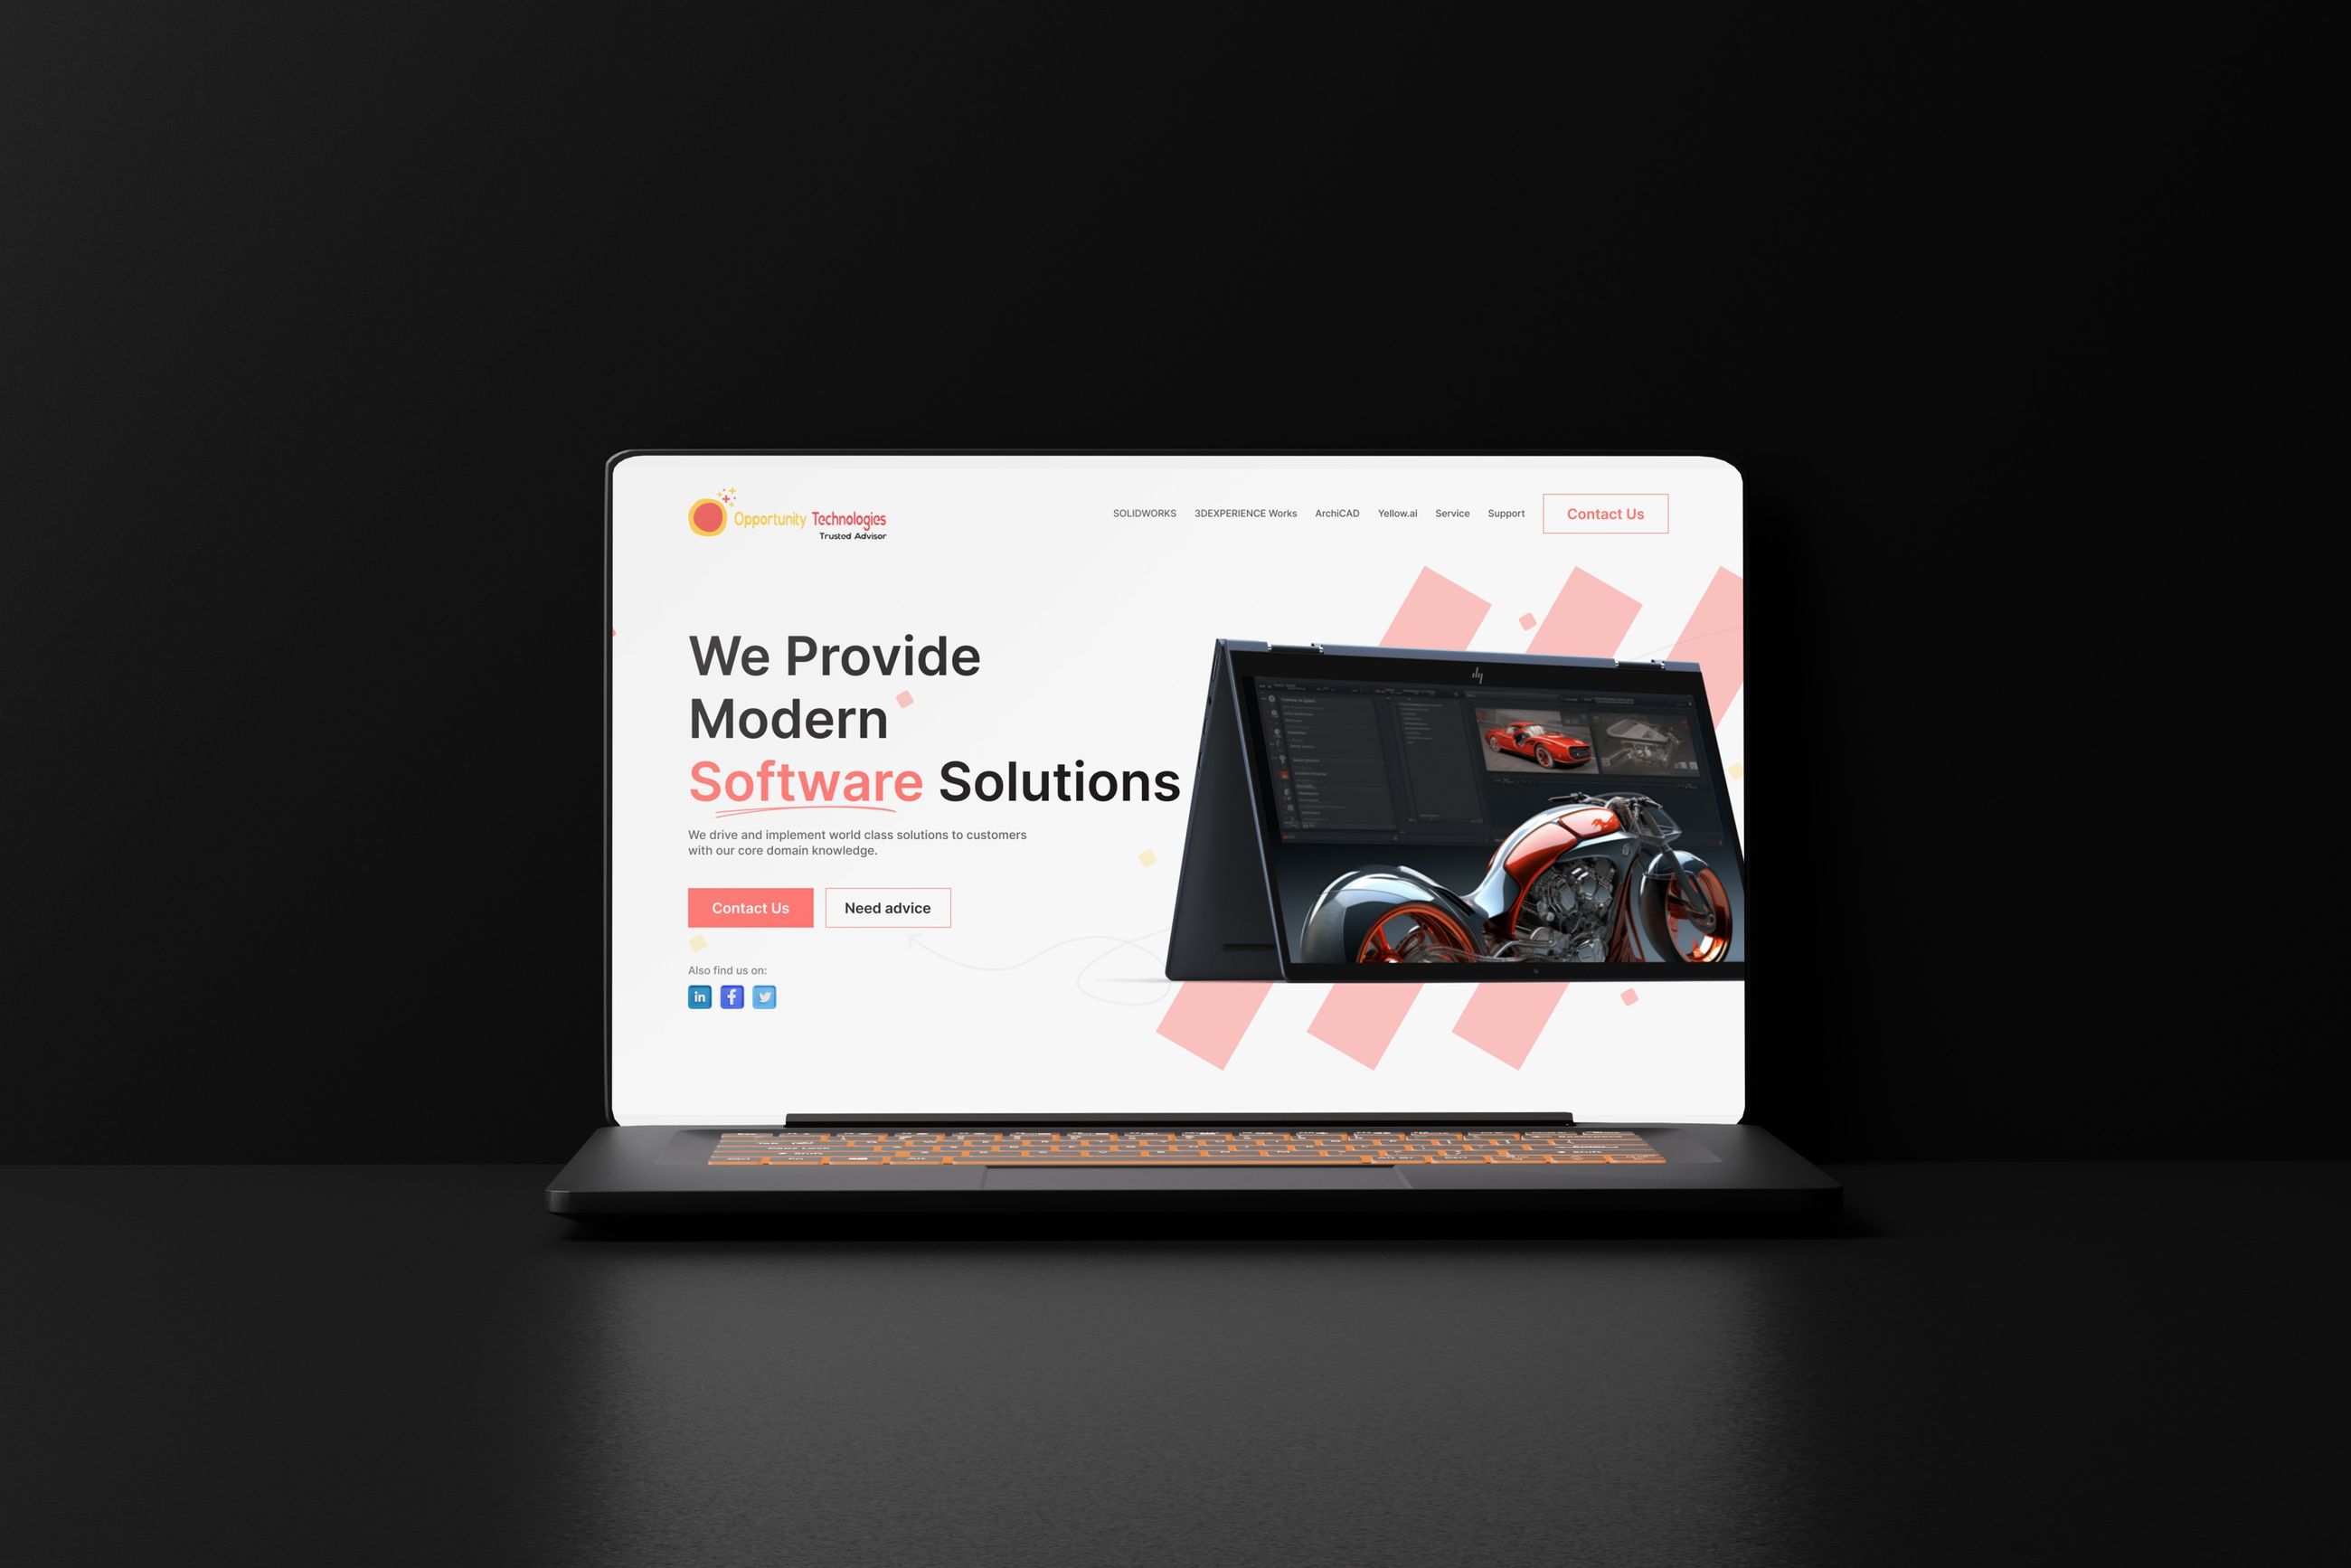 Opportunity Technologies
Trusted Advisor
SOLIDWORKS 3DEXPERIENCE Works ArchiCAD Yellow.ai Service Support Contact Us
We Provide
Modern
Software Solutions
We drive and implement world class solutions to customers
with our core domain knowledge.
Contact Us Need advice
Also find us on:
in f
hp